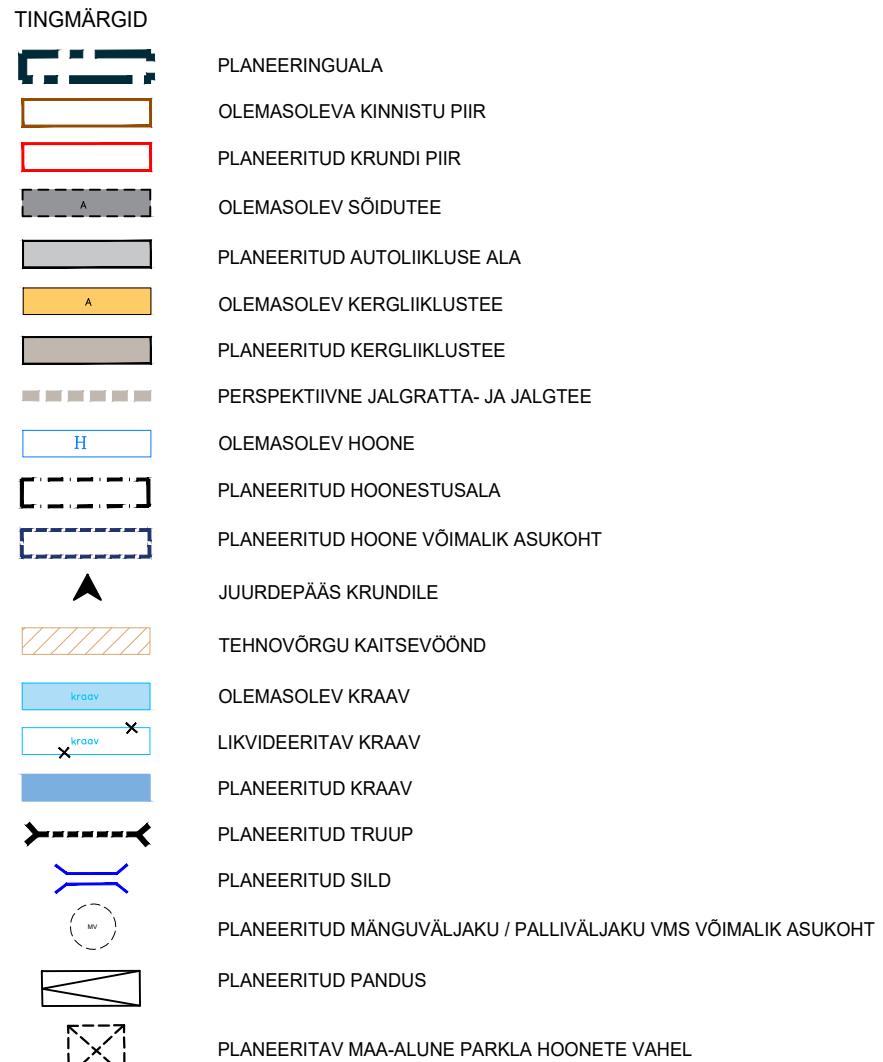 TINGMÄRGID
PLANEERINGUALA
OLEMASOLEVA KINNISTU PIIR
PLANEERITUD KRUNDI PIIR
A OLEMASOLEV SÕIDUTEE
PLANEERITUD AUTOLIIKLUSE ALA
A OLEMASOLEV KERGLIIKLUSTEE
PLANEERITUD KERGLIIKLUSTEE
PERSPEKTIIVNE JALGRATTA- JA JALGTEE
H OLEMASOLEV HOONE
PLANEERITUD HOONESTUSALA
PLANEERITUD HOONE VÕIMALIK ASUKOHT
JUURDEPÄÄS KRUNDILE
TEHNOVÕRGU KAITSEVÖÖND
kraav OLEMASOLEV KRAAV
kraav LIKVIDEERITAV KRAAV
PLANEERITUD KRAAV
PLANEERITUD TRUUP
PLANEERITUD SILD
MV PLANEERITUD MÄNGUVÄLJAKU / PALLIVÄLJAKU VMS VÕIMALIK ASUKOHT
PLANEERITUD PANDUS
PLANEERITAV MAA-ALUNE PARKLA HOONETE VAHEL